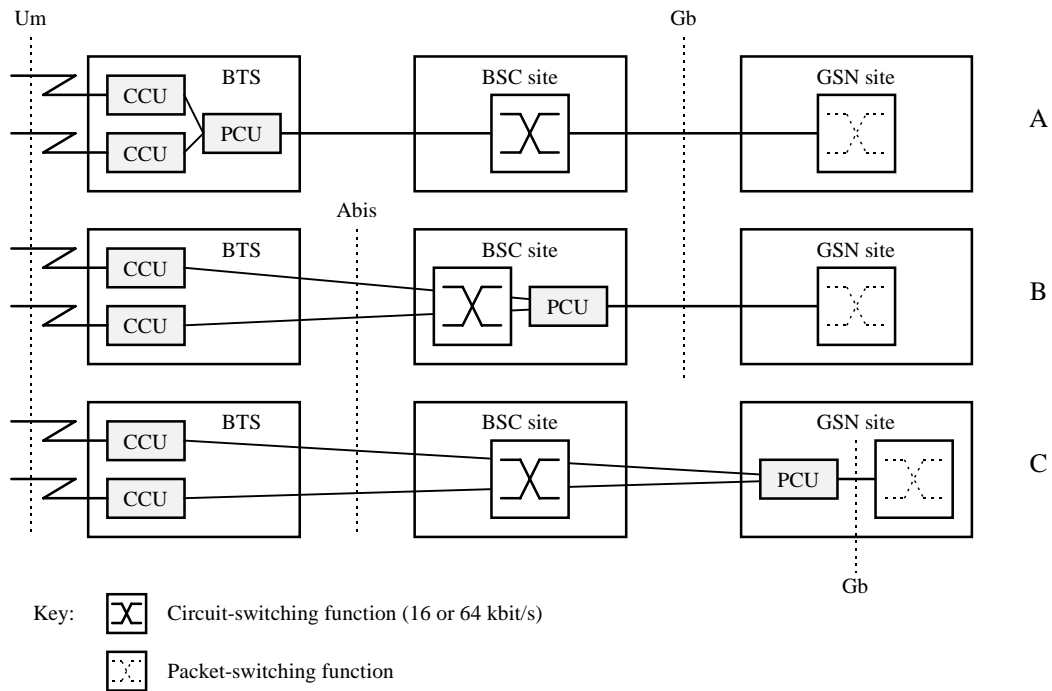 Um
Gb
BTS
BSC site
GSN site
CCU
CCU
PCU
A
Abis
BTS
BSC site
GSN site
CCU
CCU
PCU
B
BTS
BSC site
GSN site
CCU
CCU
PCU
C
Gb
Key:
Circuit-switching function (16 or 64 kbit/s)
Packet-switching function